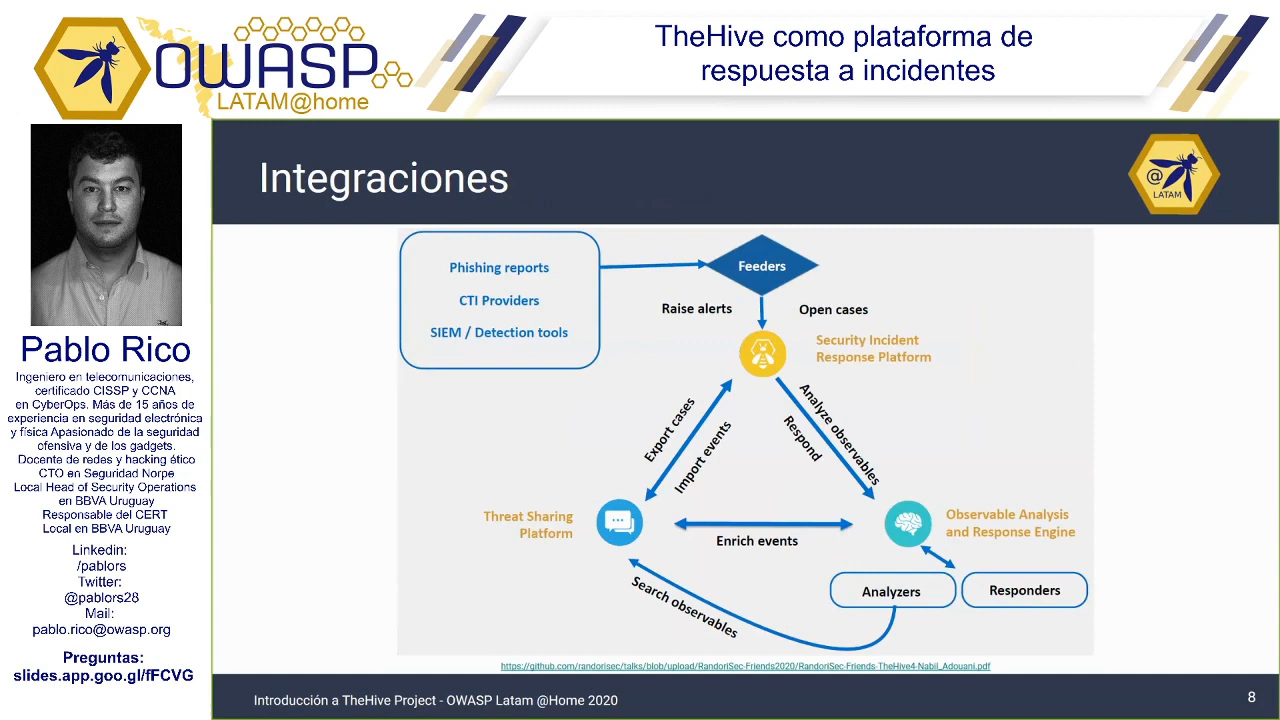 OWASP
LATAM@home
TheHive como plataforma de
respuesta a incidentes
Pablo Rico
Ingeniero en telecomunicaciones,
certificado CISSP y CCNA
en CyberOps. Más de 15 años de
experiencia en seguridad electrónica
y física Apasionado de la seguridad
ofensiva y de los gadgets.
Docente de redes y hacking ético
CTO en Seguridad Norpe
Local Head of Security Operations
en BBVA Uruguay
Responsable del CERT
Local en BBVA Uruguay
Linkedin:
/pablors
Twitter:
@pablors28
Mail:
pablo.rico@owasp.org
Preguntas:
slides.app.goo.gl/fFCVG
Integraciones
@
LATAM
Phishing reports
CTI Providers
SIEM / Detection tools
Feeders
Raise alerts
Open cases
Security Incident
Response Platform
Export cases
Import events
Analyze observables
Respond
Threat Sharing
Platform
Enrich events
Observable Analysis
and Response Engine
Analyzers
Responders
Search observables
https://github.com/randorisec/talks/blob/upload/RandoriSec-Friends2020/RandoriSec-Friends-TheHive4-Nabil_Adouani.pdf
Introducción a TheHive Project - OWASP Latam @Home 2020
8